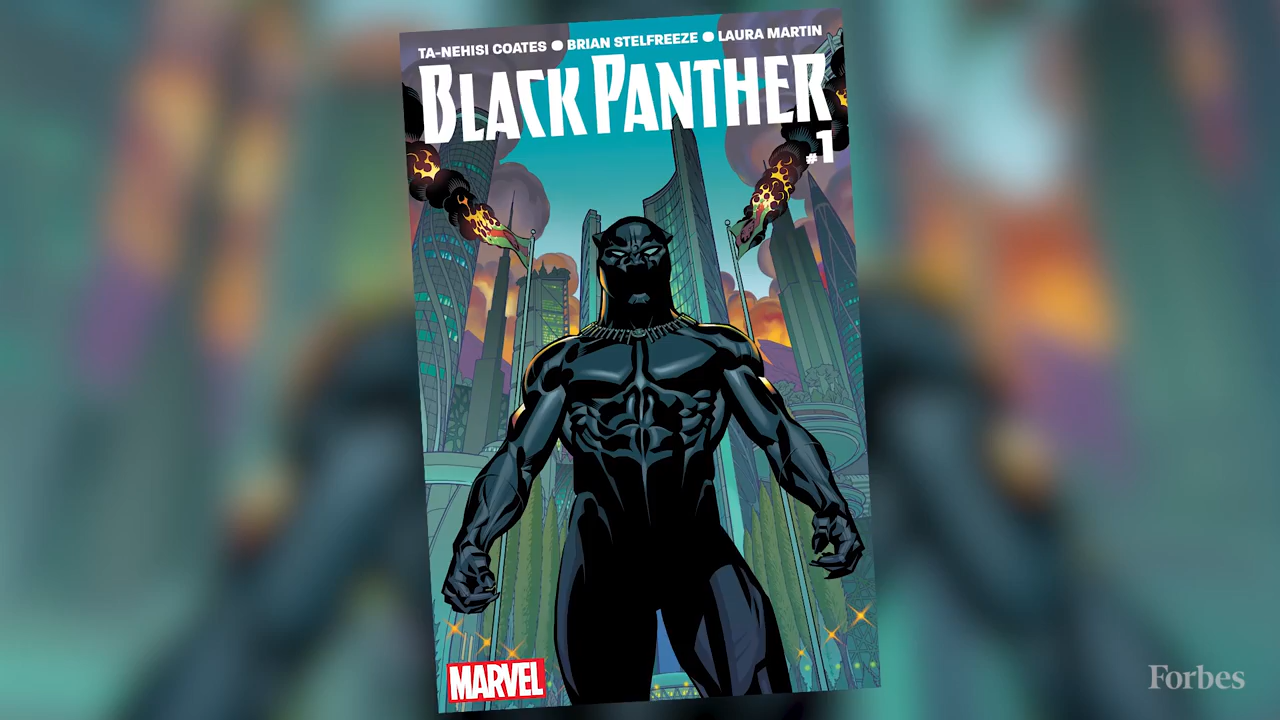 TA-NEHISI COATES ● BRIAN STELFREEZE ● LAURA MARTIN
BLACK PANTHER
#1
MARVEL
Forbes